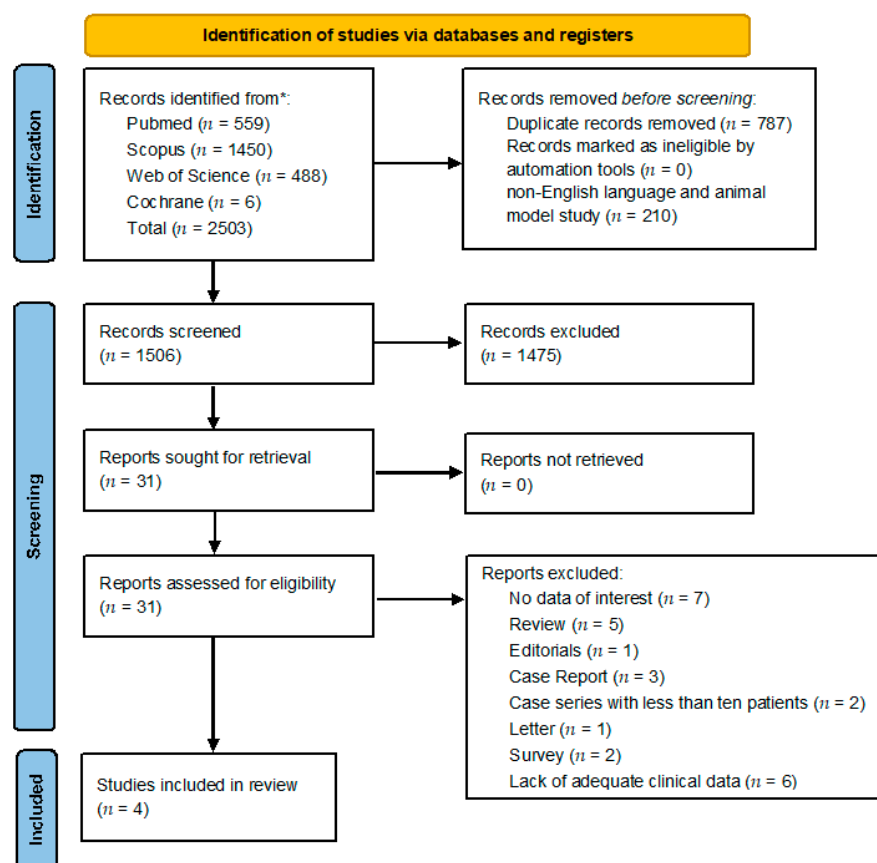 Identification of studies via databases and registers
Identification
Records identified from*:
Pubmed (n = 559)
Scopus (n = 1450)
Web of Science (n = 488)
Cochrane (n = 6)
Total (n = 2503)
Records removed before screening:
Duplicate records removed (n = 787)
Records marked as ineligible by
automation tools (n = 0)
non-English language and animal
model study (n = 210)
Screening
Records screened
(n = 1506)
Records excluded
(n = 1475)
Reports sought for retrieval
(n = 31)
Reports not retrieved
(n = 0)
Reports assessed for eligibility
(n = 31)
Reports excluded:
No data of interest (n = 7)
Review (n = 5)
Editorials (n = 1)
Case Report (n = 3)
Case series with less than ten patients (n = 2)
Letter (n = 1)
Survey (n = 2)
Lack of adequate clinical data (n = 6)
Included
Studies included in review
(n = 4)